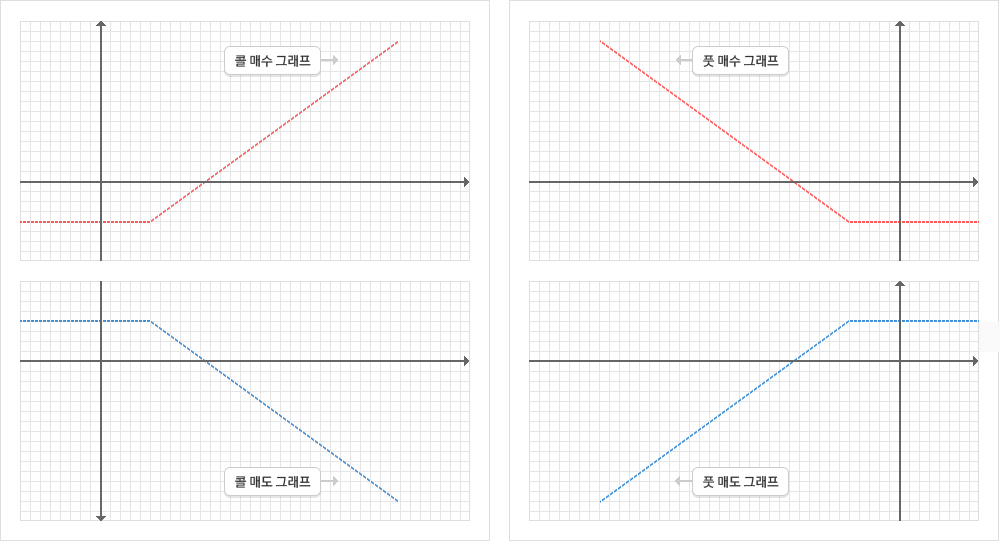 콜 매수 그래프
풋 매수 그래프
콜 매도 그래프
풋 매도 그래프